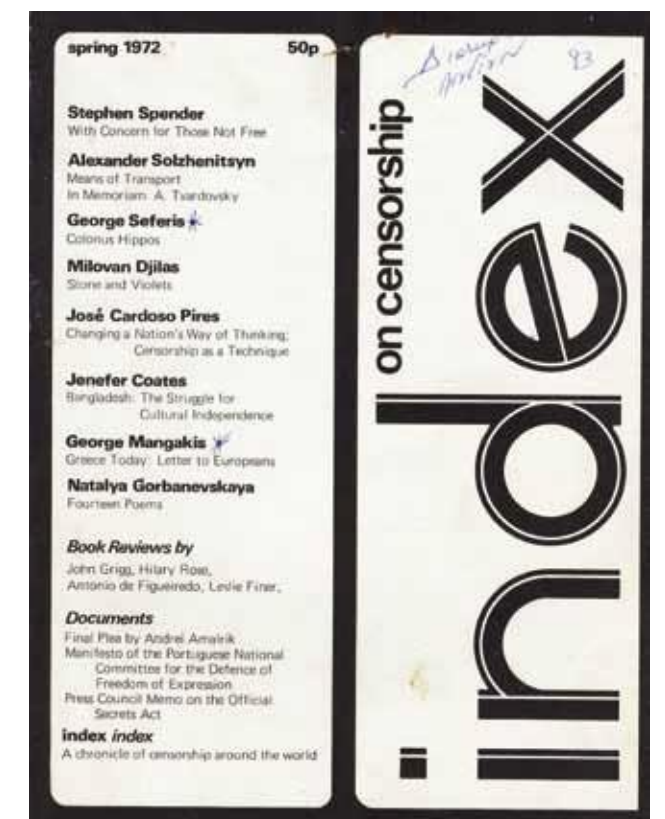 spring 1972 50p
Stephen Spender
With Concern for Those Not Free
Alexander Solzhenitsyn
Means of Transport
In Memoriam: A. Tvardovsky
George Seferis
Colonus Hippos
Milovan Djilas
Stone and Violets
José Cardoso Pires
Changing a Nation's Way of Thinking:
Censorship as a Technique
Jenefer Coates
Bangladesh: The Struggle for
Cultural Independence
George Mangakis
Greece Today: Letter to Europeans
Natalya Gorbanevskaya
Fourteen Poems
Book Reviews by
John Grigg, Hilary Rose,
Antonio de Figueiredo, Leslie Finer,
Documents
Final Plea by Andrei Amalrik
Manifesto of the Portuguese National
Committee for the Defence of
Freedom of Expression
Press Council Memo on the Official
Secrets Act
index index
A chronicle of censorship around the world
93
index
on censorship